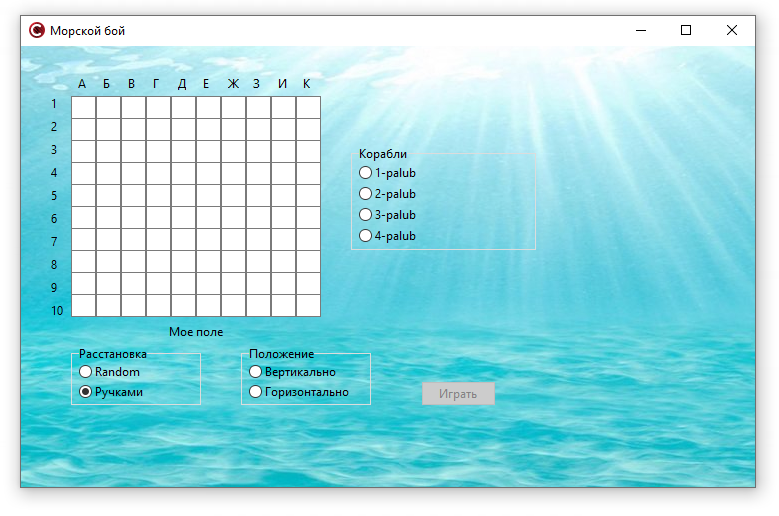 Морской бой
А Б В Г Д Е Ж З И К
1
2
3
4
5
6
7
8
9
10
Корабли
1-palub
2-palub
3-palub
4-palub
Мое поле
Расстановка
Random
Ручками
Положение
Вертикально
Горизонтально
Играть